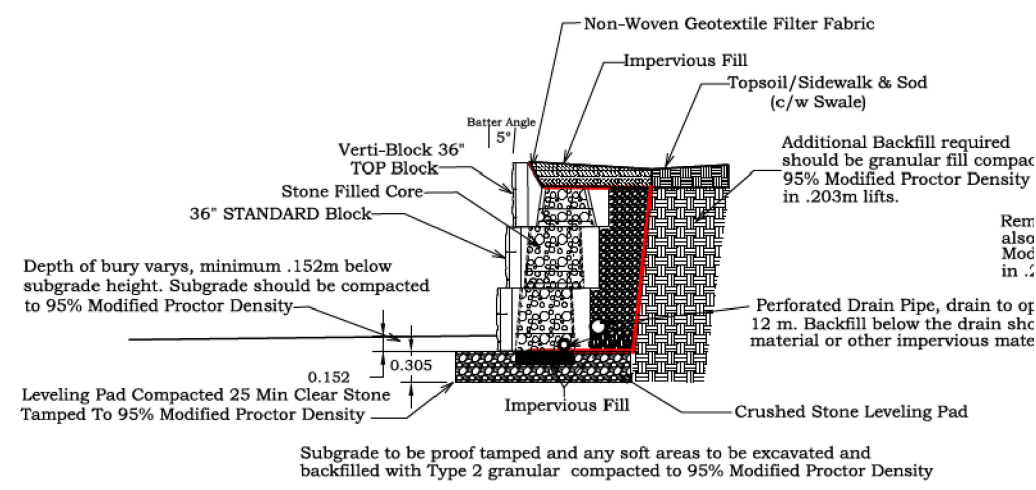 Non-Woven Geotextile Filter Fabric
Impervious Fill
Topsoil/Sidewalk & Sod
(c/w Swale)
Batter Angle
5°
Verti-Block 36"
TOP Block
Stone Filled Core
36" STANDARD Block
Additional Backfill required
should be granular fill compac
95% Modified Proctor Density
in .203m lifts.
Rem
also
Mod
in .2
Depth of bury varys, minimum .152m below
subgrade height. Subgrade should be compacted
to 95% Modified Proctor Density
Perforated Drain Pipe, drain to op
12 m. Backfill below the drain sho
material or other impervious mate
0.305
0.152
Leveling Pad Compacted 25 Min Clear Stone
Tamped To 95% Modified Proctor Density
Impervious Fill
Crushed Stone Leveling Pad
Subgrade to be proof tamped and any soft areas to be excavated and
backfilled with Type 2 granular compacted to 95% Modified Proctor Density